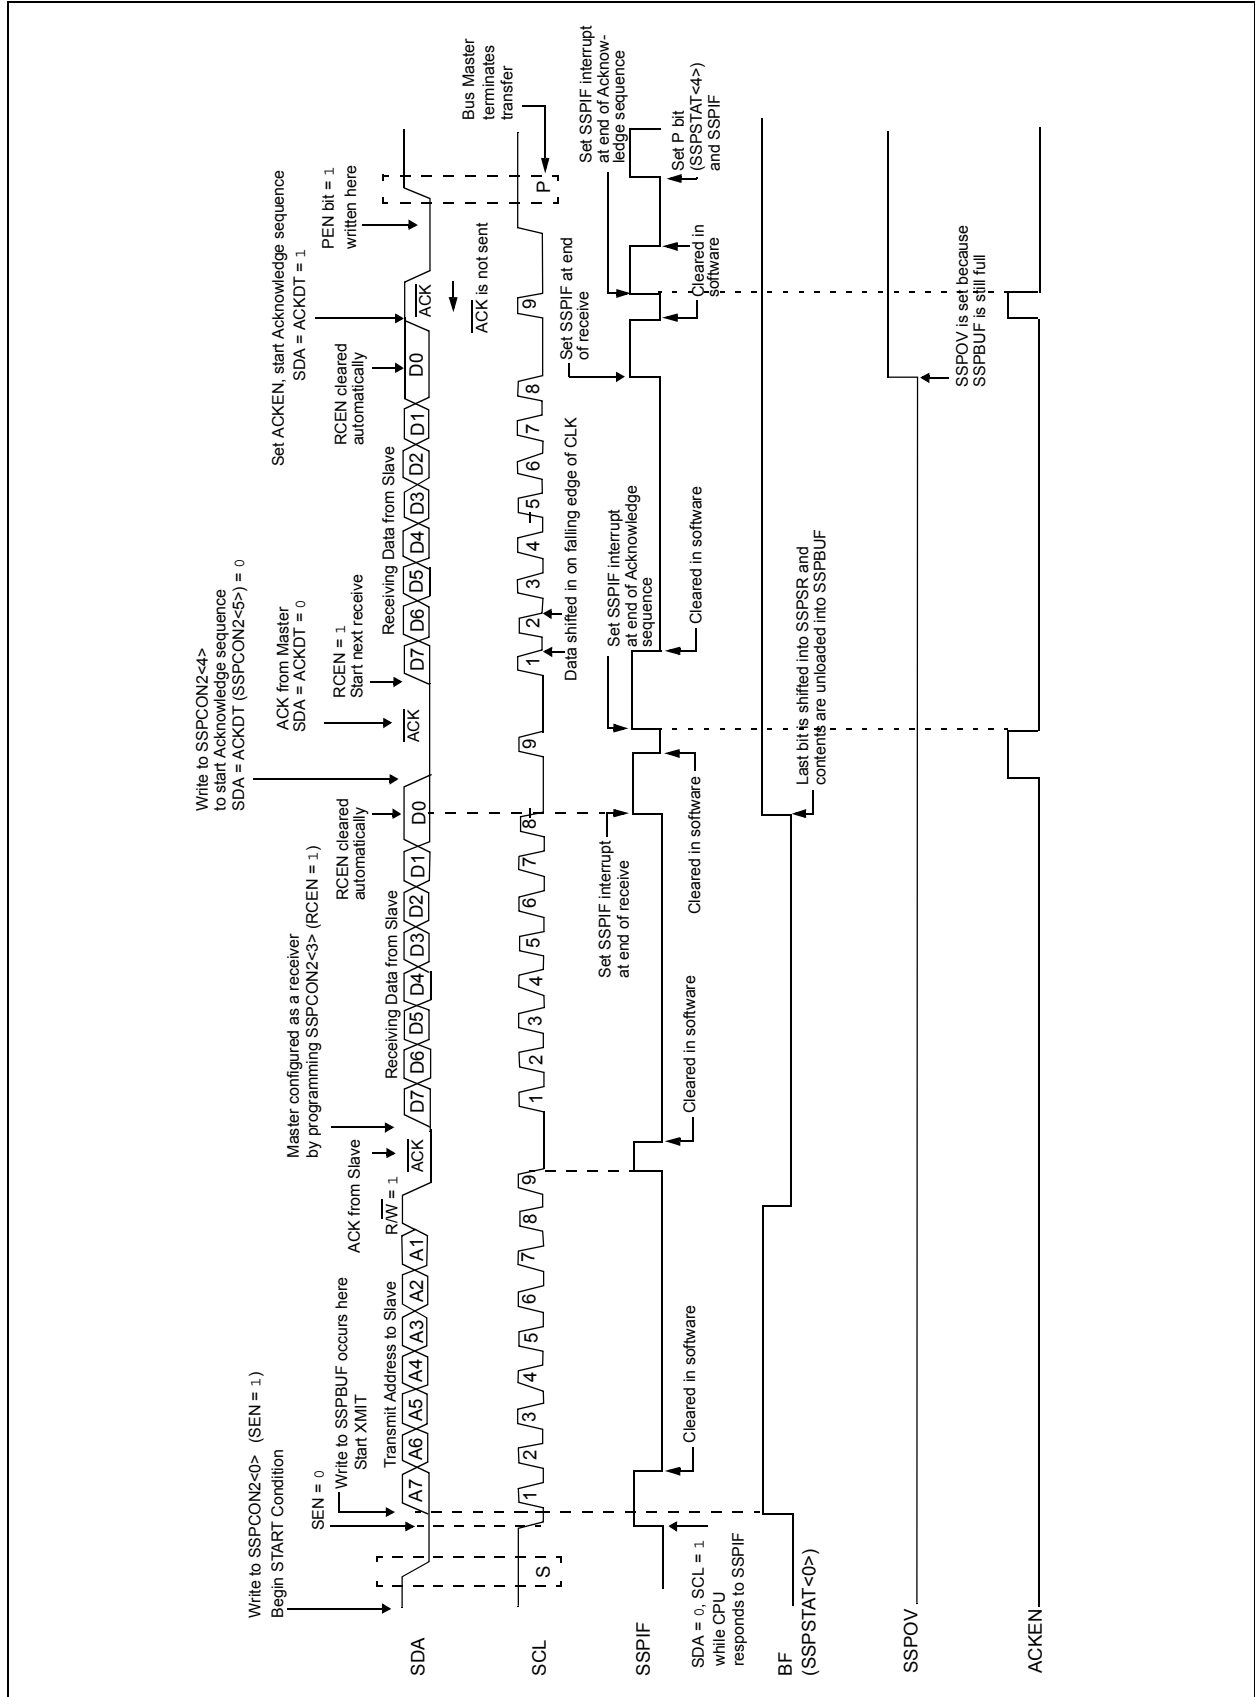 Write to SSPCON2<0> (SEN = 1)
Begin START Condition
SEN = 0
Write to SSPBUF occurs here
Start XMIT
Transmit Address to Slave
ACK from Slave
R/W = 1
Master configured as a receiver
by programming SSPCON2<3> (RCEN = 1)
Receiving Data from Slave
RCEN cleared
automatically
Write to SSPCON2<4>
to start Acknowledge sequence
SDA = ACKDT (SSPCON2<5>) = 0
ACK from Master
SDA = ACKDT = 0
RCEN = 1
Start next receive
Receiving Data from Slave
RCEN cleared
automatically
Set ACKEN, start Acknowledge sequence
SDA = ACKDT = 1
PEN bit = 1
written here
SDA
A7 A6 A5 A4 A3 A2 A1 ACK D7 D6 D5 D4 D3 D2 D1 D0 ACK D7 D6 D5 D4 D3 D2 D1 D0 ACK
ACK is not sent
Bus Master
terminates
transfer
SCL
S 1 2 3 4 5 6 7 8 9 1 2 3 4 5 6 7 8 9 1 2 3 4 5 6 7 8 9 P
Data shifted in on falling edge of CLK
Set SSPIF interrupt
at end of receive
Set SSPIF interrupt
at end of Acknowledge
sequence
Set SSPIF at end
of receive
Set SSPIF interrupt
at end of Acknow-
ledge sequence
SSPIF
SDA = 0, SCL = 1
while CPU
responds to SSPIF
Cleared in software
Cleared in software
Cleared in software
Cleared in software
Cleared in
software
Set P bit
(SSPSTAT<4>)
and SSPIF
BF
(SSPSTAT<0>)
Last bit is shifted into SSPSR and
contents are unloaded into SSPBUF
SSPOV
SSPOV is set because
SSPBUF is still full
ACKEN